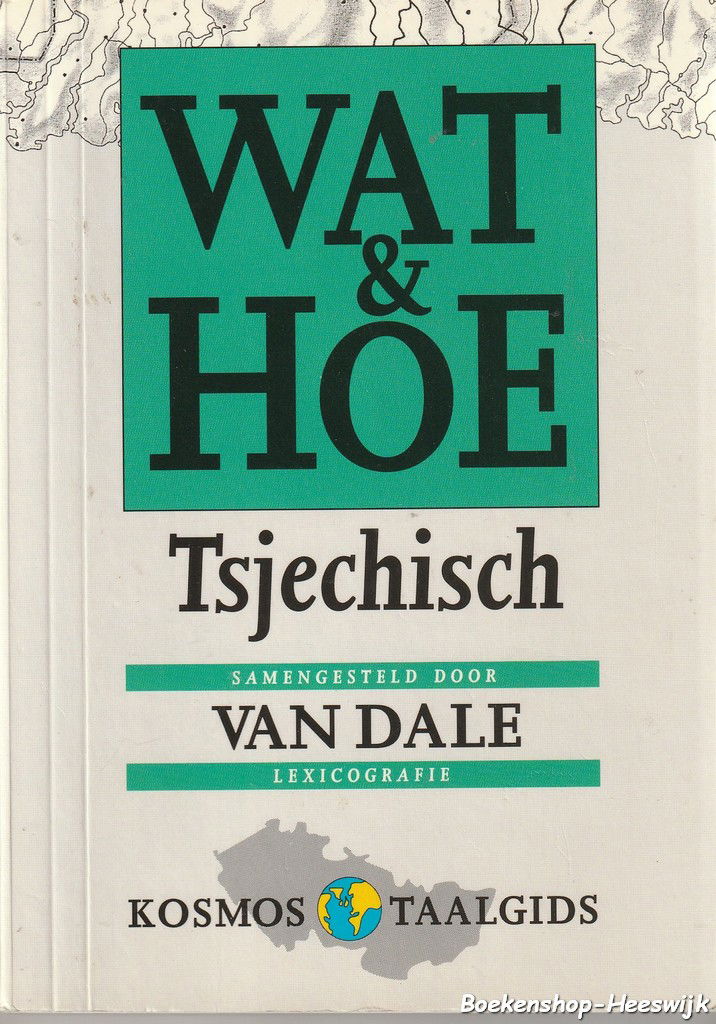 WAT
&
HOE
Tsjechisch
SAMENGESTELD DOOR
VAN DALE
LEXICOGRAFIE
KOSMOS TAALGIDS
Boekenshop-Heeswijk